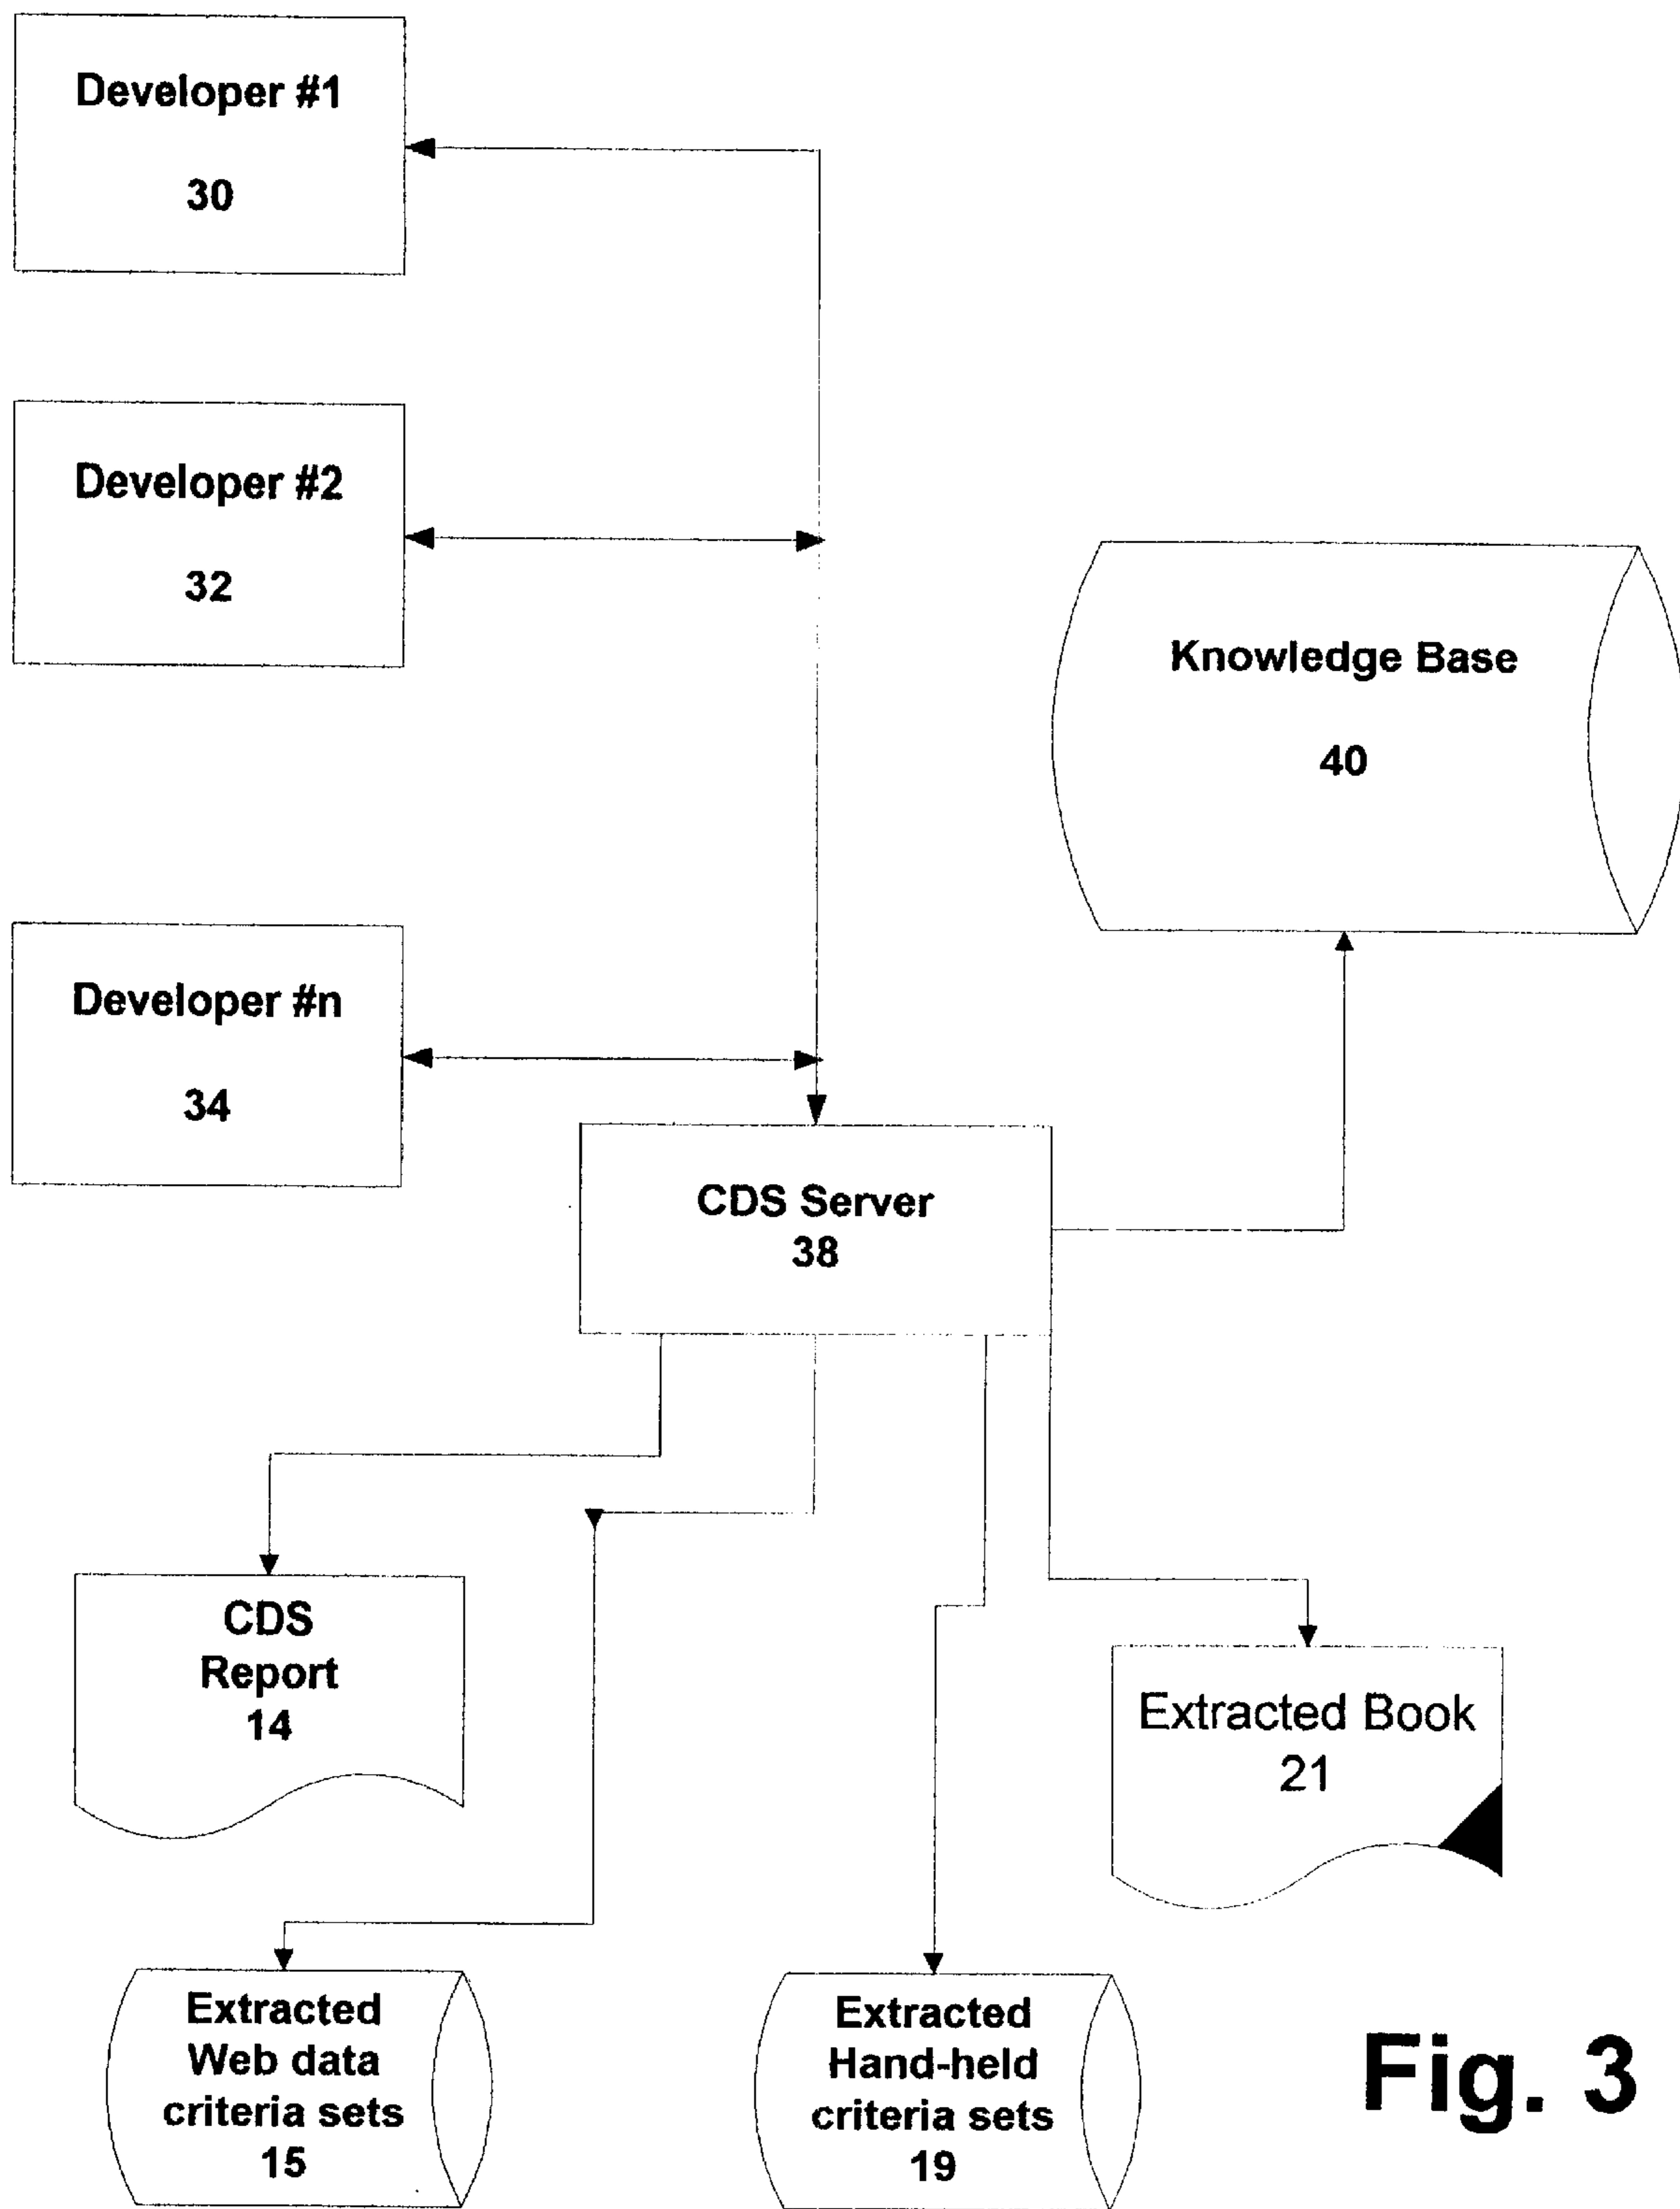 Developer #1
30
Developer #2
32
Knowledge Base
40
Developer #n
34
CDS Server
38
CDS
Report
14
Extracted Book
21
Extracted
Web data
criteria sets
15
Extracted
Hand-held
criteria sets
19
Fig. 3